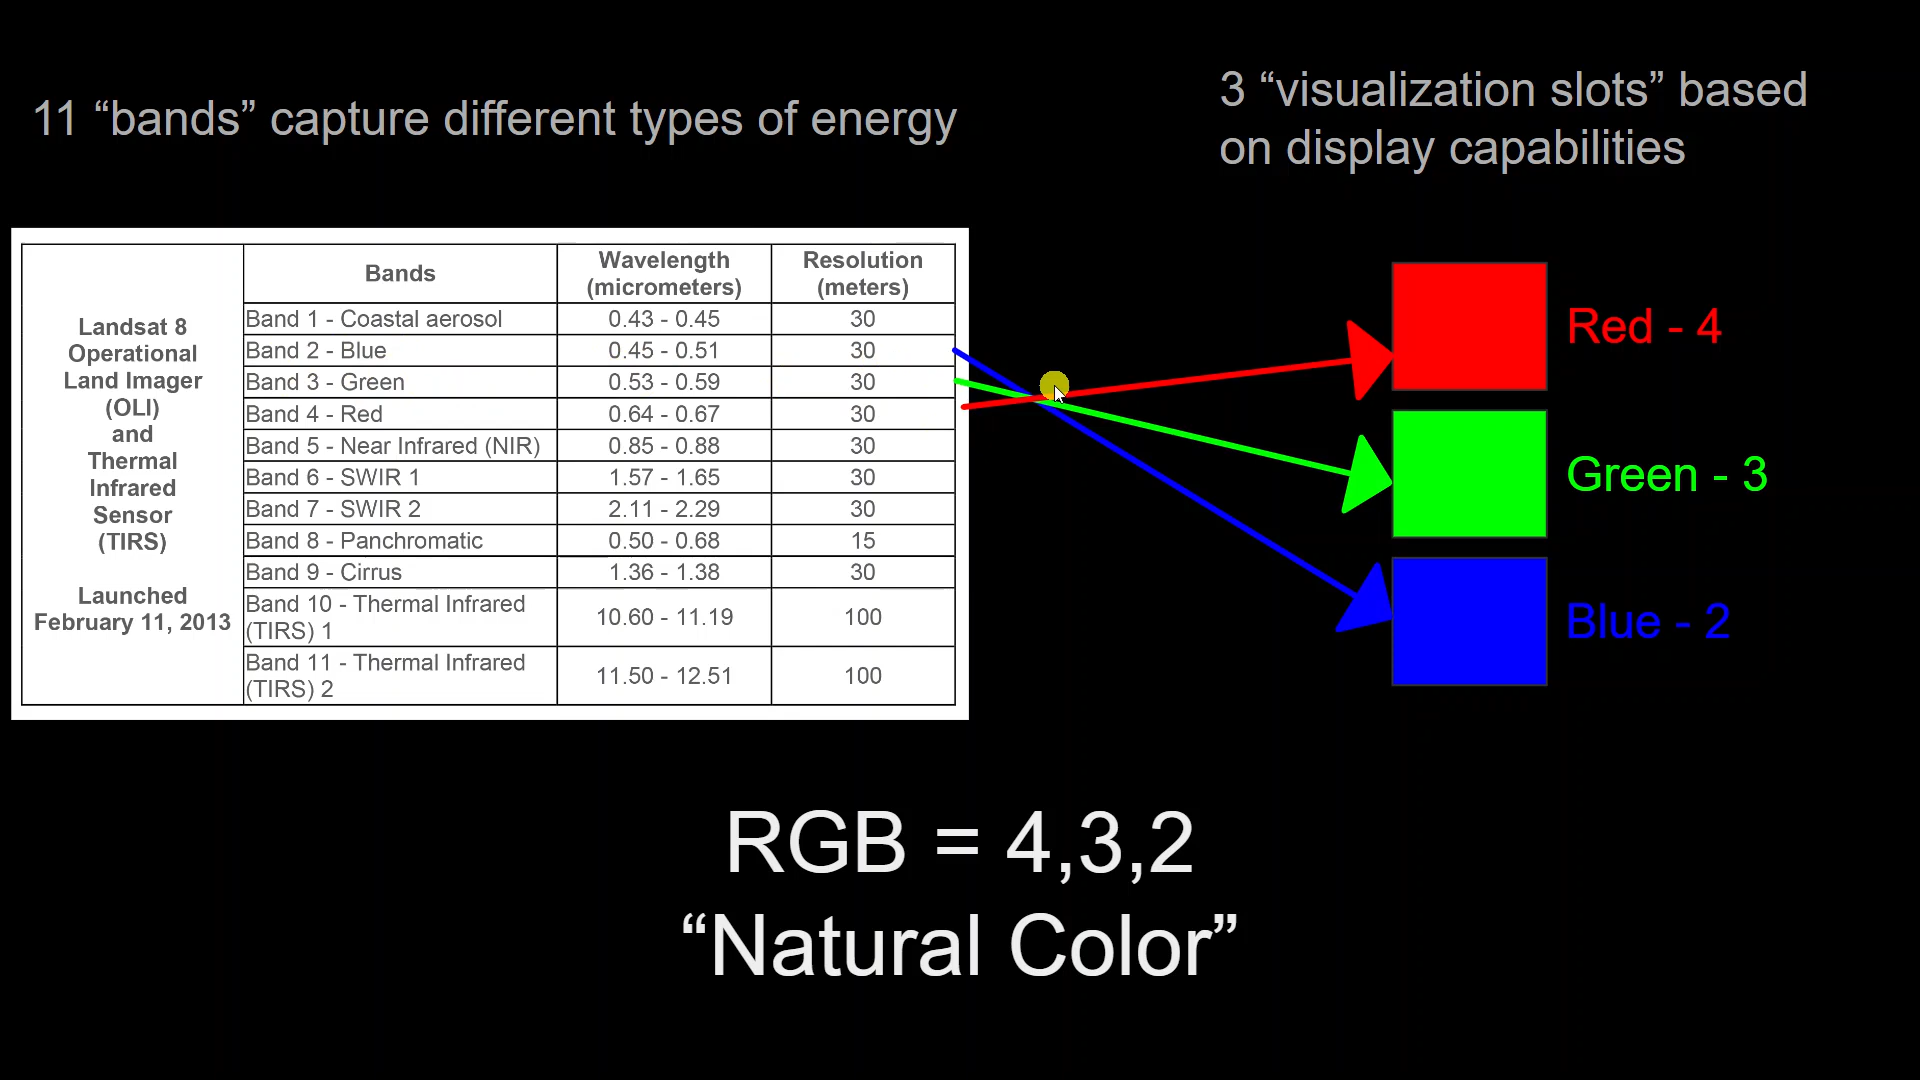 11 “bands” capture different types of energy
3 “visualization slots” based
on display capabilities
Landsat 8
Operational
Land Imager
(OLI)
and
Thermal
Infrared
Sensor
(TIRS)
Launched
February 11, 2013
Bands
Wavelength
(micrometers)
Resolution
(meters)
Band 1 - Coastal aerosol 0.43 - 0.45 30
Band 2 - Blue 0.45 - 0.51 30
Band 3 - Green 0.53 - 0.59 30
Band 4 - Red 0.64 - 0.67 30
Band 5 - Near Infrared (NIR) 0.85 - 0.88 30
Band 6 - SWIR 1 1.57 - 1.65 30
Band 7 - SWIR 2 2.11 - 2.29 30
Band 8 - Panchromatic 0.50 - 0.68 15
Band 9 - Cirrus 1.36 - 1.38 30
Band 10 - Thermal Infrared
(TIRS) 1
10.60 - 11.19 100
Band 11 - Thermal Infrared
(TIRS) 2
11.50 - 12.51 100
Red - 4
Green - 3
Blue - 2
RGB = 4,3,2
“Natural Color”